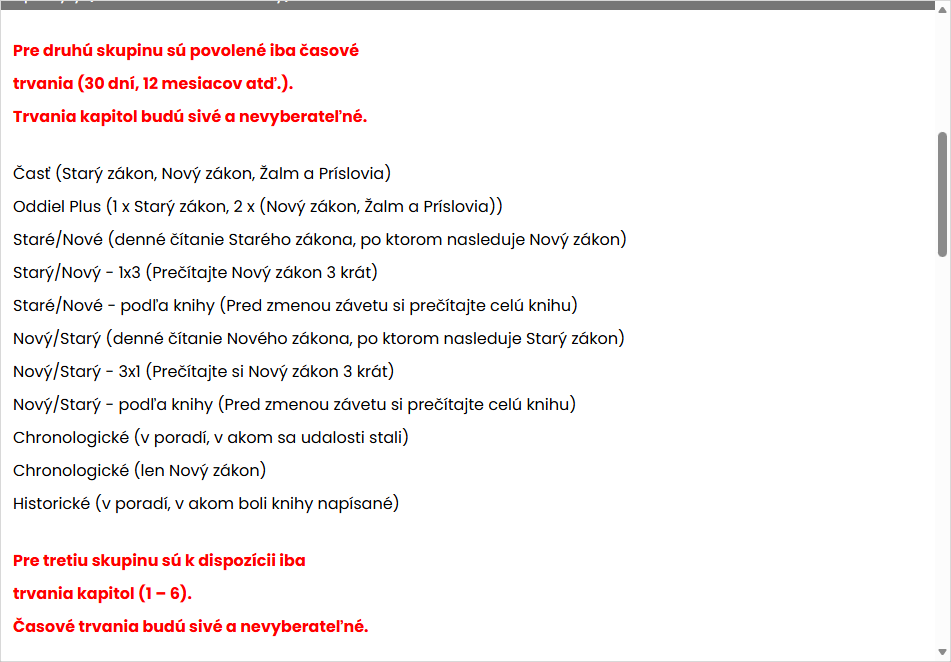 Pre druhú skupinu sú povolené iba časové
trvania (30 dní, 12 mesiacov atď.).
Trvania kapitol budú sivé a nevyberateľné.
Časť (Starý zákon, Nový zákon, Žalm a Príslovia)
Oddiel Plus (1 x Starý zákon, 2 x (Nový zákon, Žalm a Príslovia))
Staré/Nové (denné čítanie Starého zákona, po ktorom nasleduje Nový zákon)
Starý/Nový - 1x3 (Prečítajte Nový zákon 3 krát)
Staré/Nové - podľa knihy (Pred zmenou závetu si prečítajte celú knihu)
Nový/Starý (denné čítanie Nového zákona, po ktorom nasleduje Starý zákon)
Nový/Starý - 3x1 (Prečítajte si Nový zákon 3 krát)
Nový/Starý - podľa knihy (Pred zmenou závetu si prečítajte celú knihu)
Chronologické (v poradí, v akom sa udalosti stali)
Chronologické (len Nový zákon)
Historické (v poradí, v akom boli knihy napísané)
Pre tretiu skupinu sú k dispozícii iba
trvania kapitol (1 – 6).
Časové trvania budú sivé a nevyberateľné.